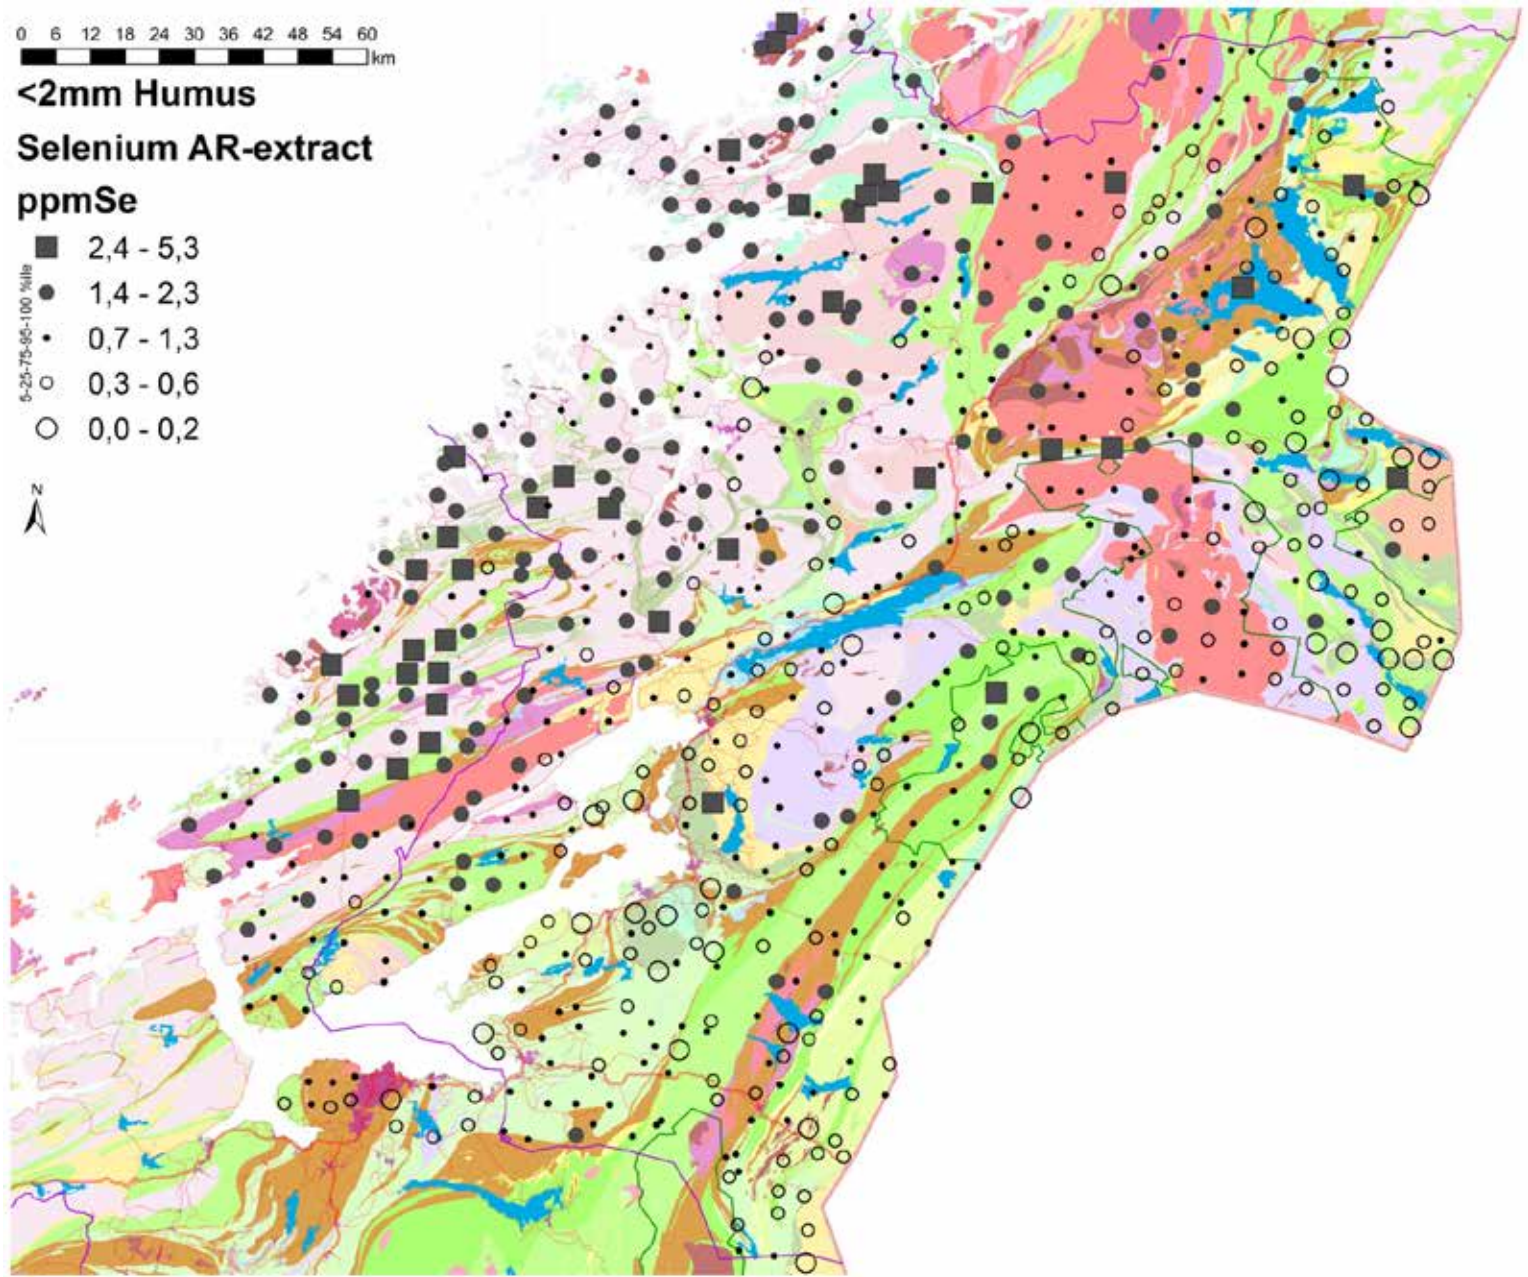 0 6 12 18 24 30 36 42 48 54 60
km
<2mm Humus
Selenium AR-extract
ppmSe
5-25-75-95-100 %ile
2,4 - 5,3
1,4 - 2,3
0,7 - 1,3
0,3 - 0,6
0,0 - 0,2
N